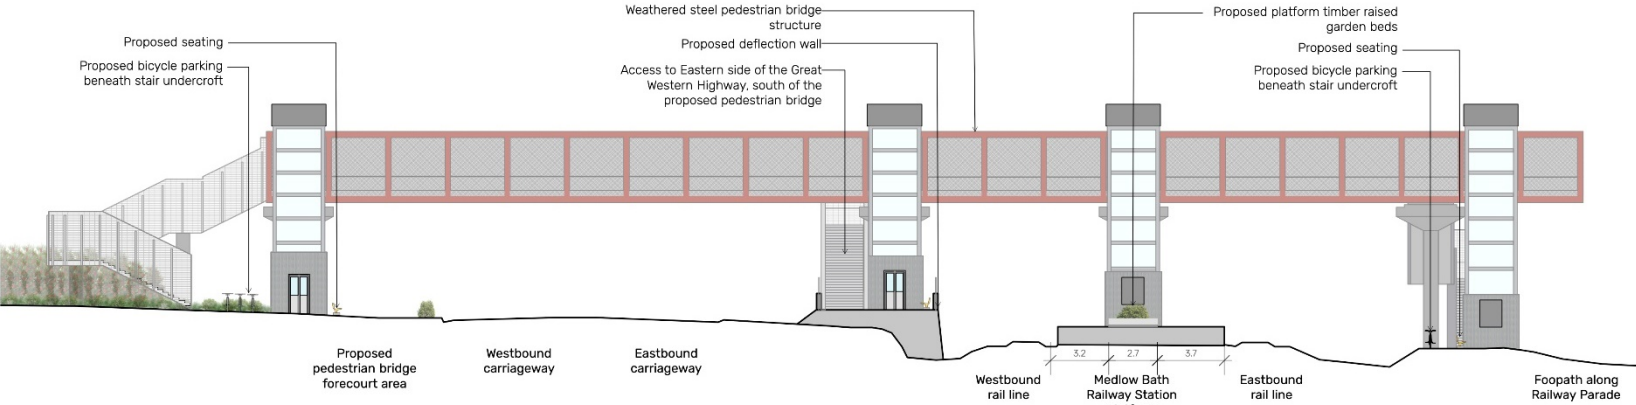 Proposed seating
Proposed bicycle parking
beneath stair undercroft
Weathered steel pedestrian bridge
structure
Proposed deflection wall
Access to Eastern side of the Great
Western Highway, south of the
proposed pedestrian bridge
Proposed platform timber raised
garden beds
Proposed seating
Proposed bicycle parking
beneath stair undercroft
3.2
2.7
3.7
Proposed
pedestrian bridge
forecourt area
Westbound
carriageway
Eastbound
carriageway
Westbound
rail line
Medlow Bath
Railway Station
Eastbound
rail line
Foopath along
Railway Parade